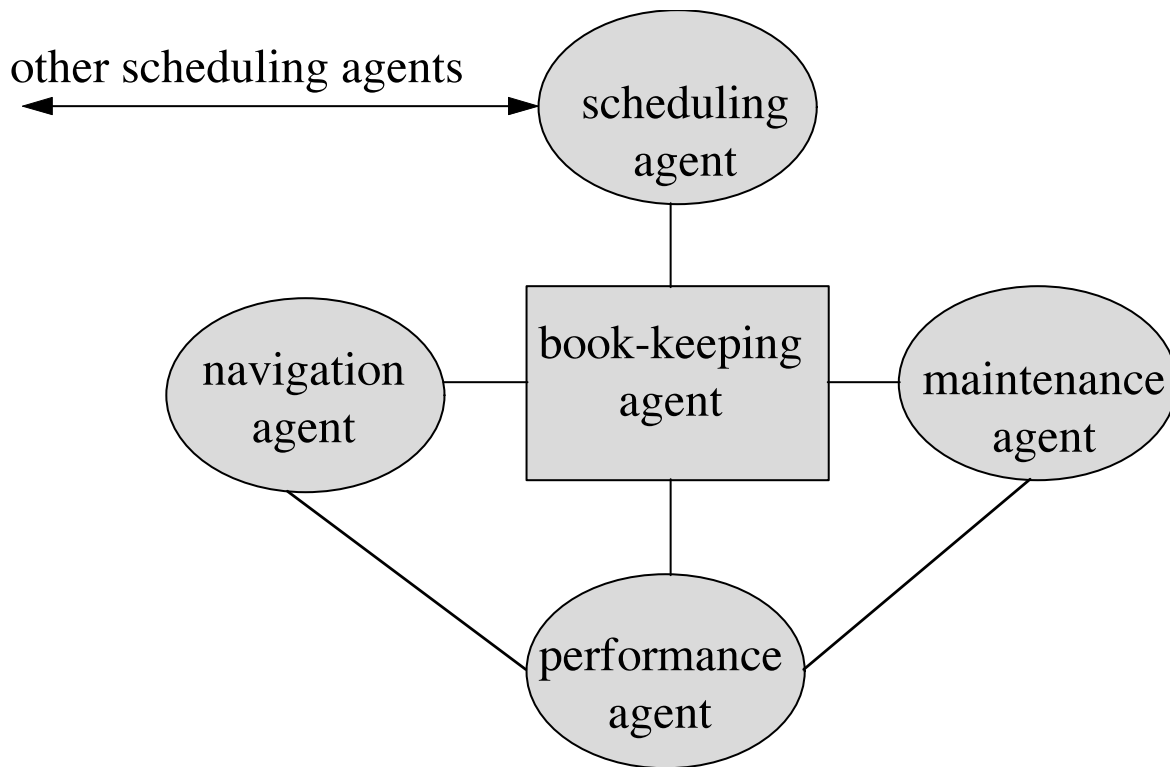 other scheduling agents
scheduling
agent
book-keeping
agent
navigation
agent
maintenance
agent
performance
agent